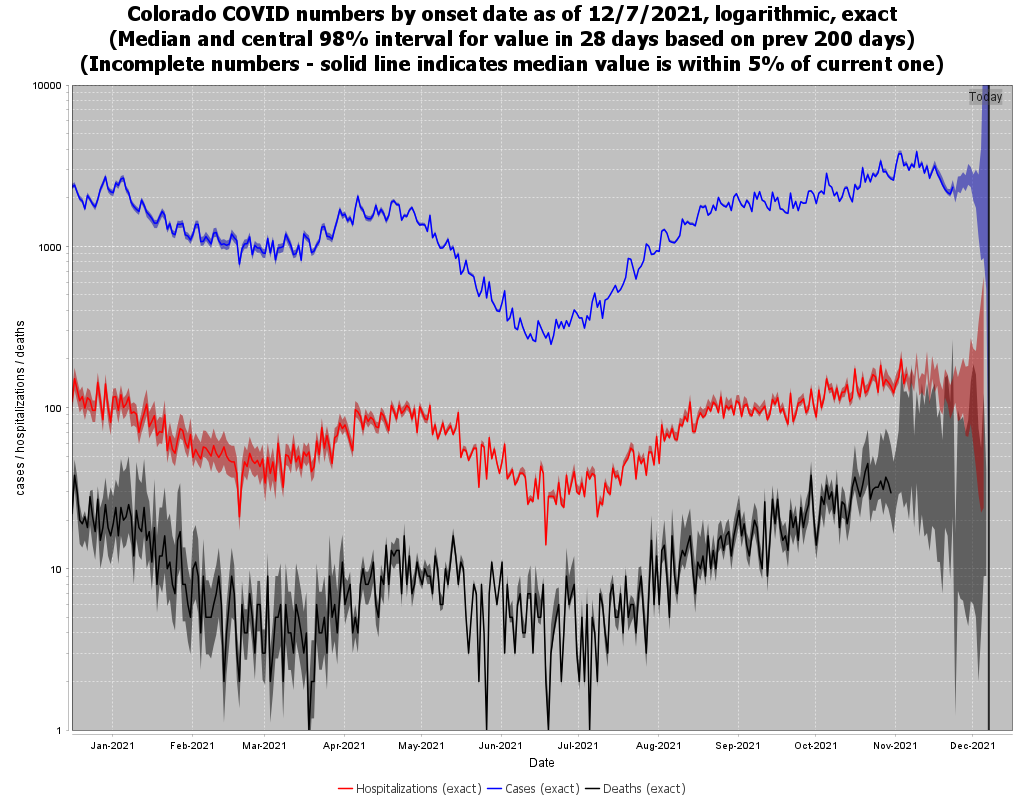 Colorado COVID numbers by onset date as of 12/7/2021, logarithmic, exact
(Median and central 98% interval for value in 28 days based on prev 200 days)
(Incomplete numbers - solid line indicates median value is within 5% of current one)
Today
cases / hospitalizations / deaths
10000
1000
100
10
1
Jan-2021 Feb-2021 Mar-2021 Apr-2021 May-2021 Jun-2021 Jul-2021 Aug-2021 Sep-2021 Oct-2021 Nov-2021 Dec-2021
Date
Hospitalizations (exact) Cases (exact) Deaths (exact)